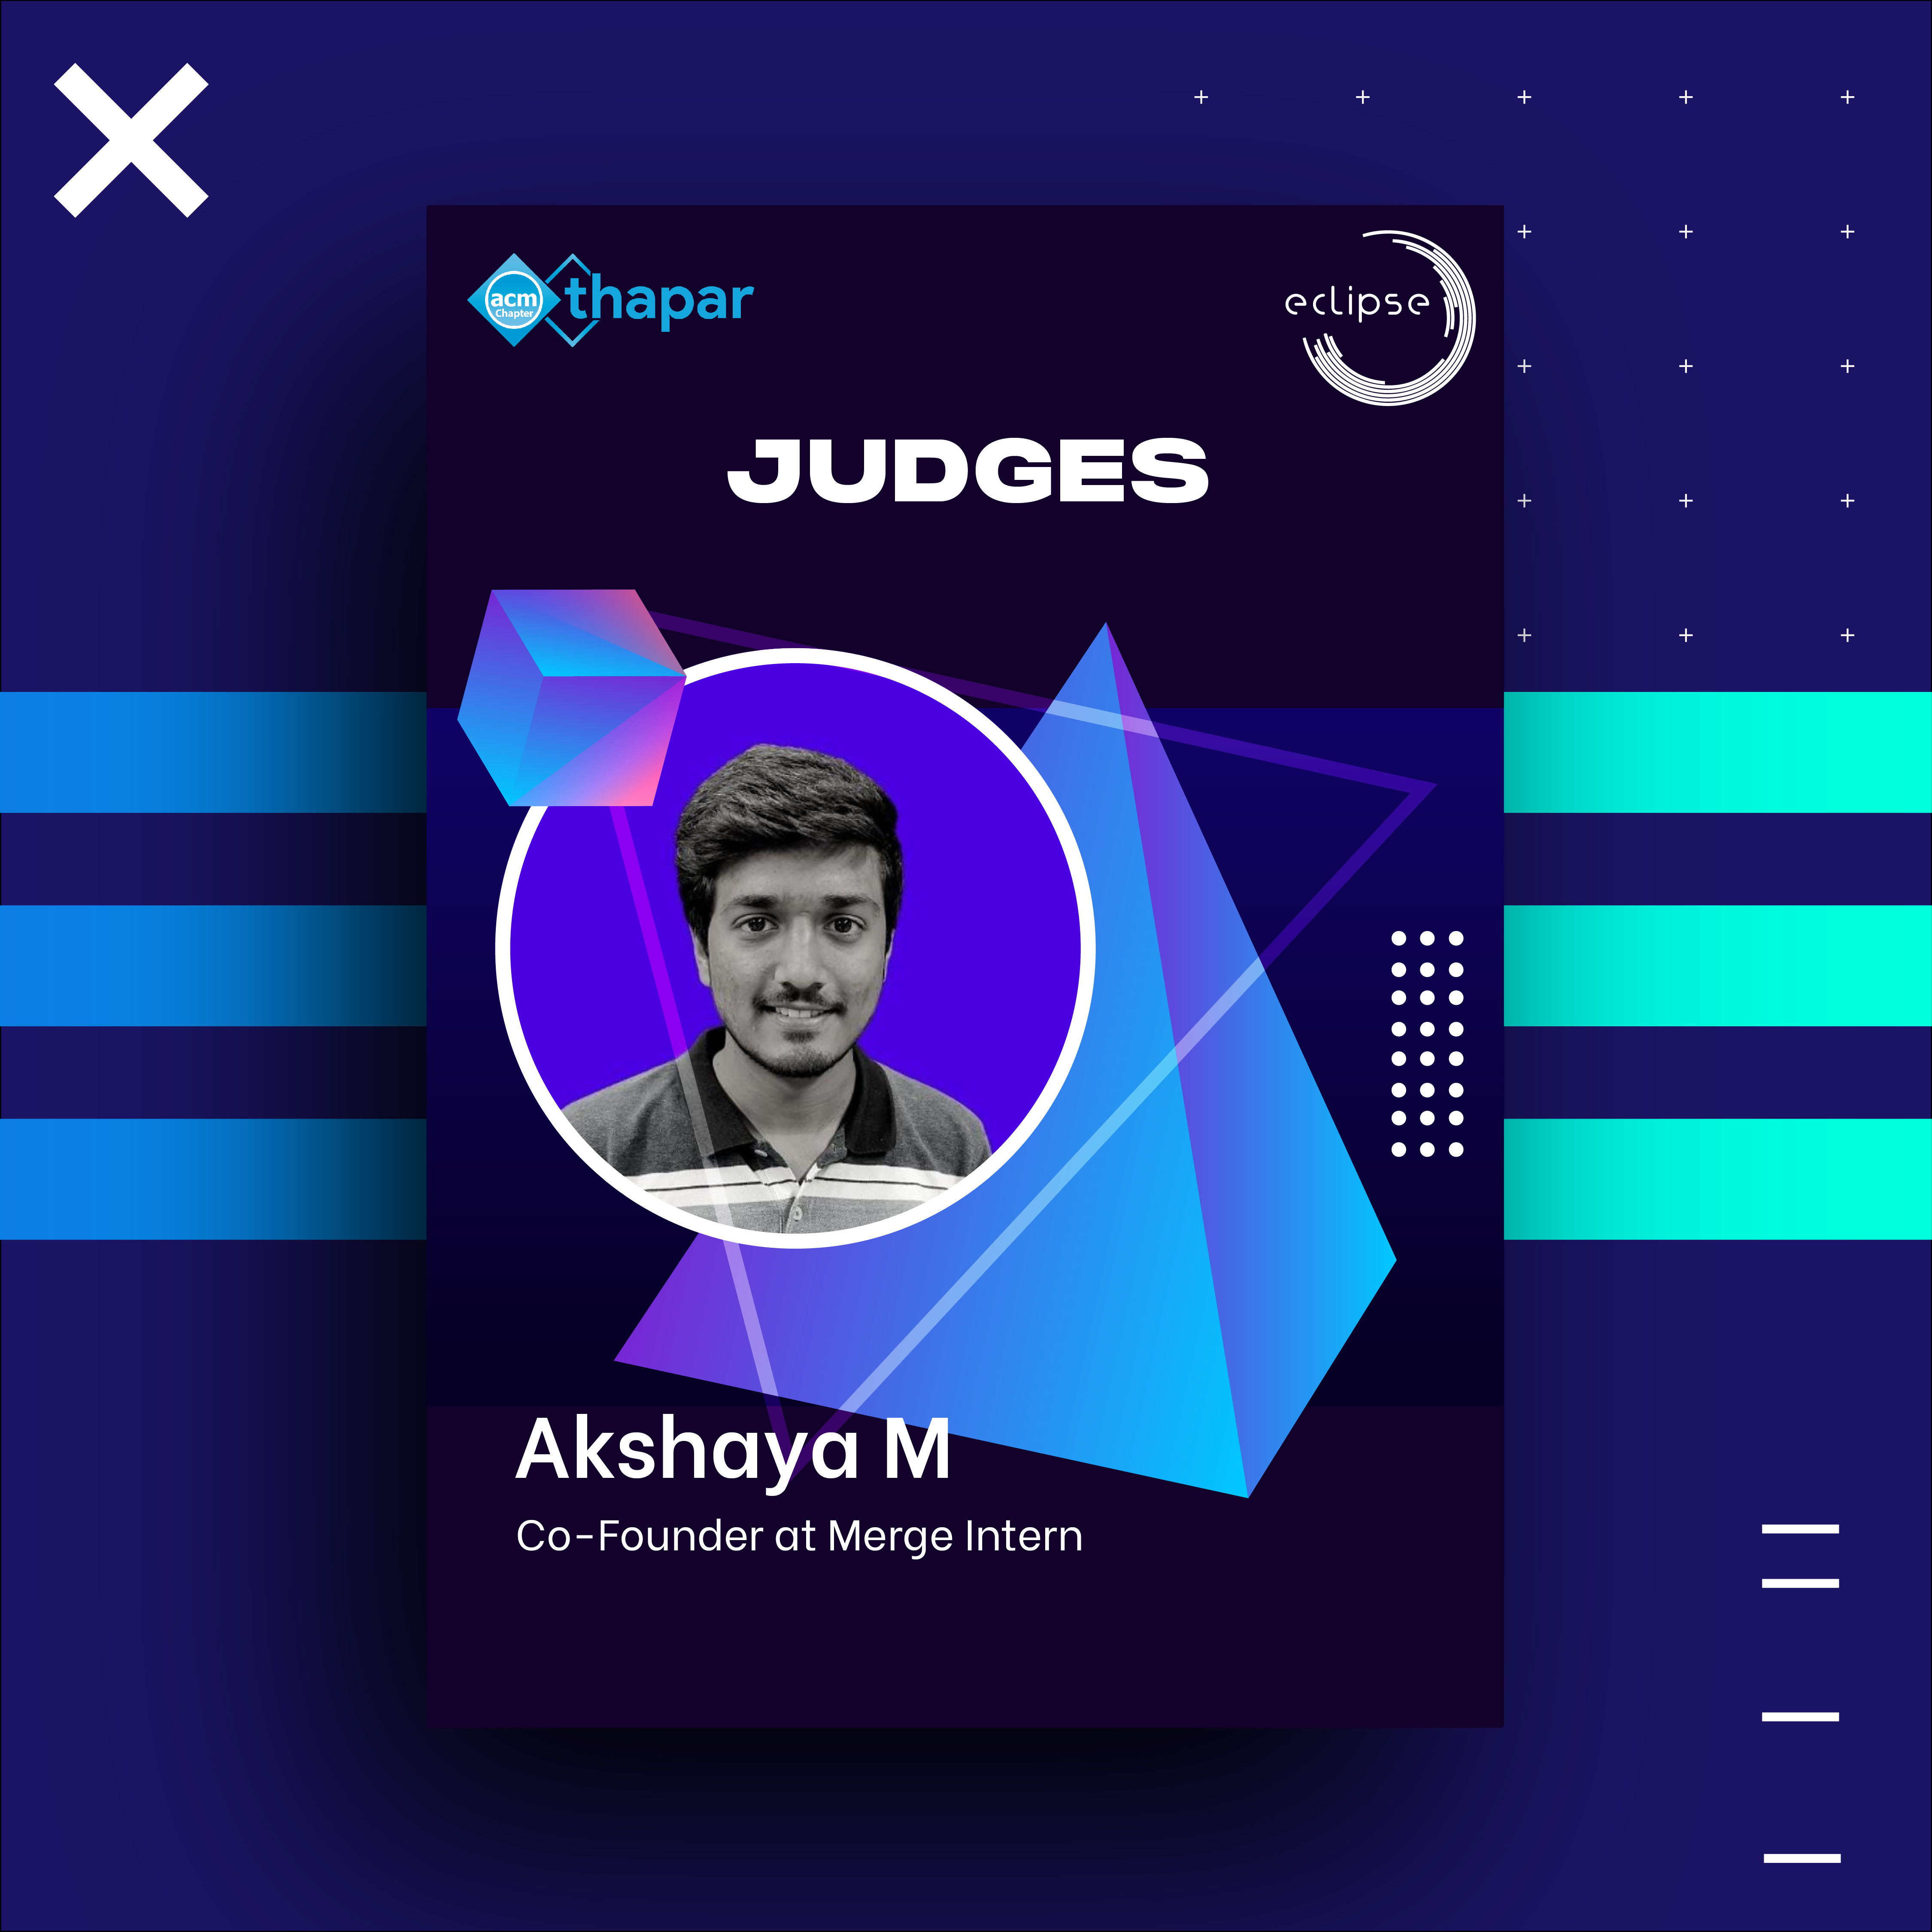 acm
Chapter
thapar
eclipse
JUDGES
Akshaya M
Co-Founder at Merge Intern